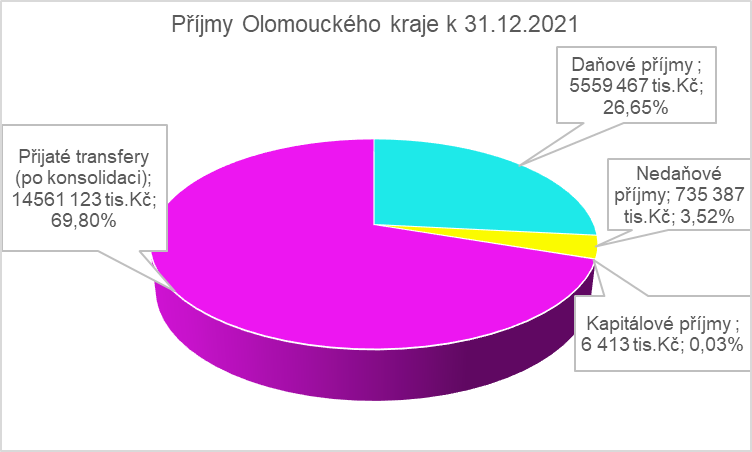 Příjmy Olomouckého kraje k 31.12.2021
Daňové příjmy ;
5559 467 tis.Kč;
26,65%
Přijaté transfery
(po konsolidaci);
14561 123 tis.Kč;
69,80%
Nedaňové
příjmy; 735 387
tis.Kč; 3,52%
Kapitálové příjmy ;
6 413 tis.Kč; 0,03%